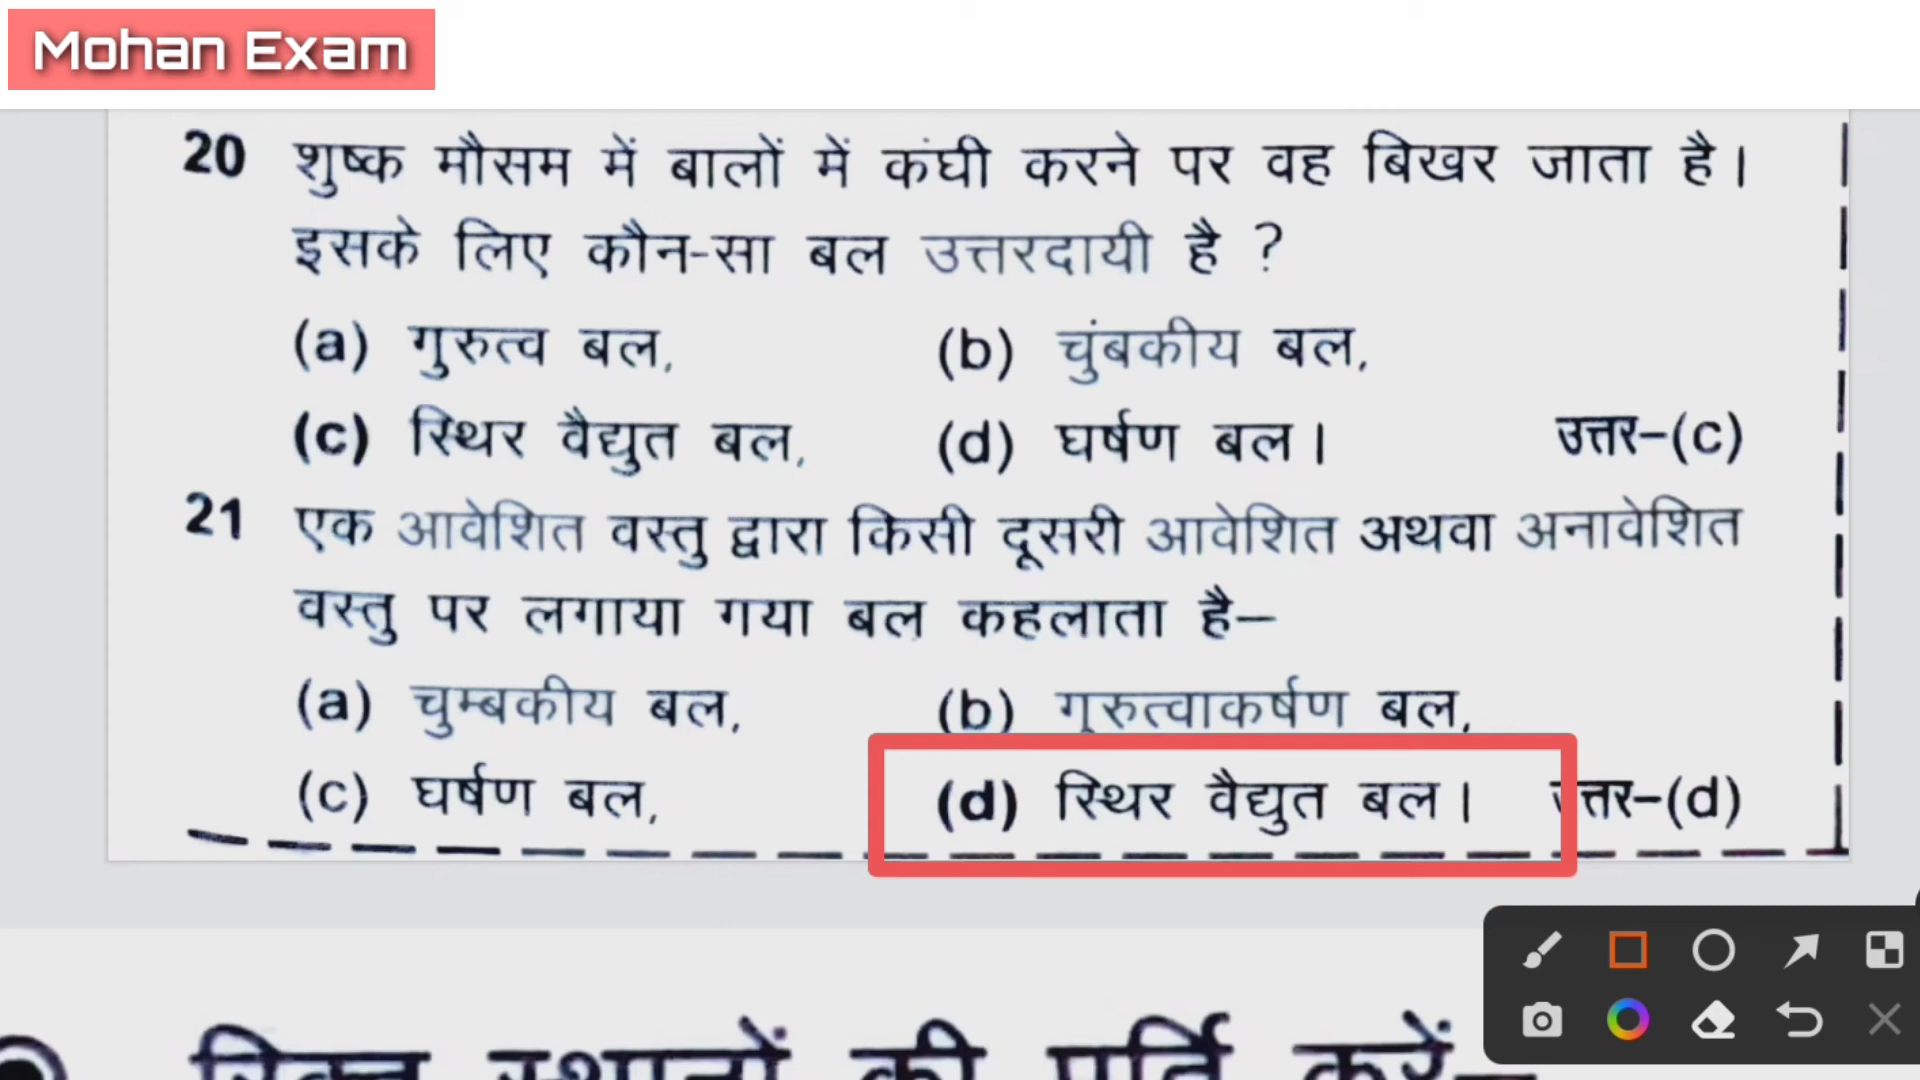 Mohan Exam
20 शुष्क मौसम में बालों में कंघी करने पर वह बिखर जाता है।
इसके लिए कौन-सा बल उत्तरदायी है ?
(a) गुरुत्व बल, (b) चुंबकीय बल,
(c) स्थिर वैद्युत बल, (d) घर्षण बल। उत्तर–(c)
21 एक आवेशित वस्तु द्वारा किसी दूसरी आवेशित अथवा अनावेशित
वस्तु पर लगाया गया बल कहलाता है–
(a) चुम्बकीय बल, (b) गुरुत्वाकर्षण बल,
(c) घर्षण बल, (d) स्थिर वैद्युत बल। उत्तर–(d)
रिक्त स्थानों की पूर्ति करें